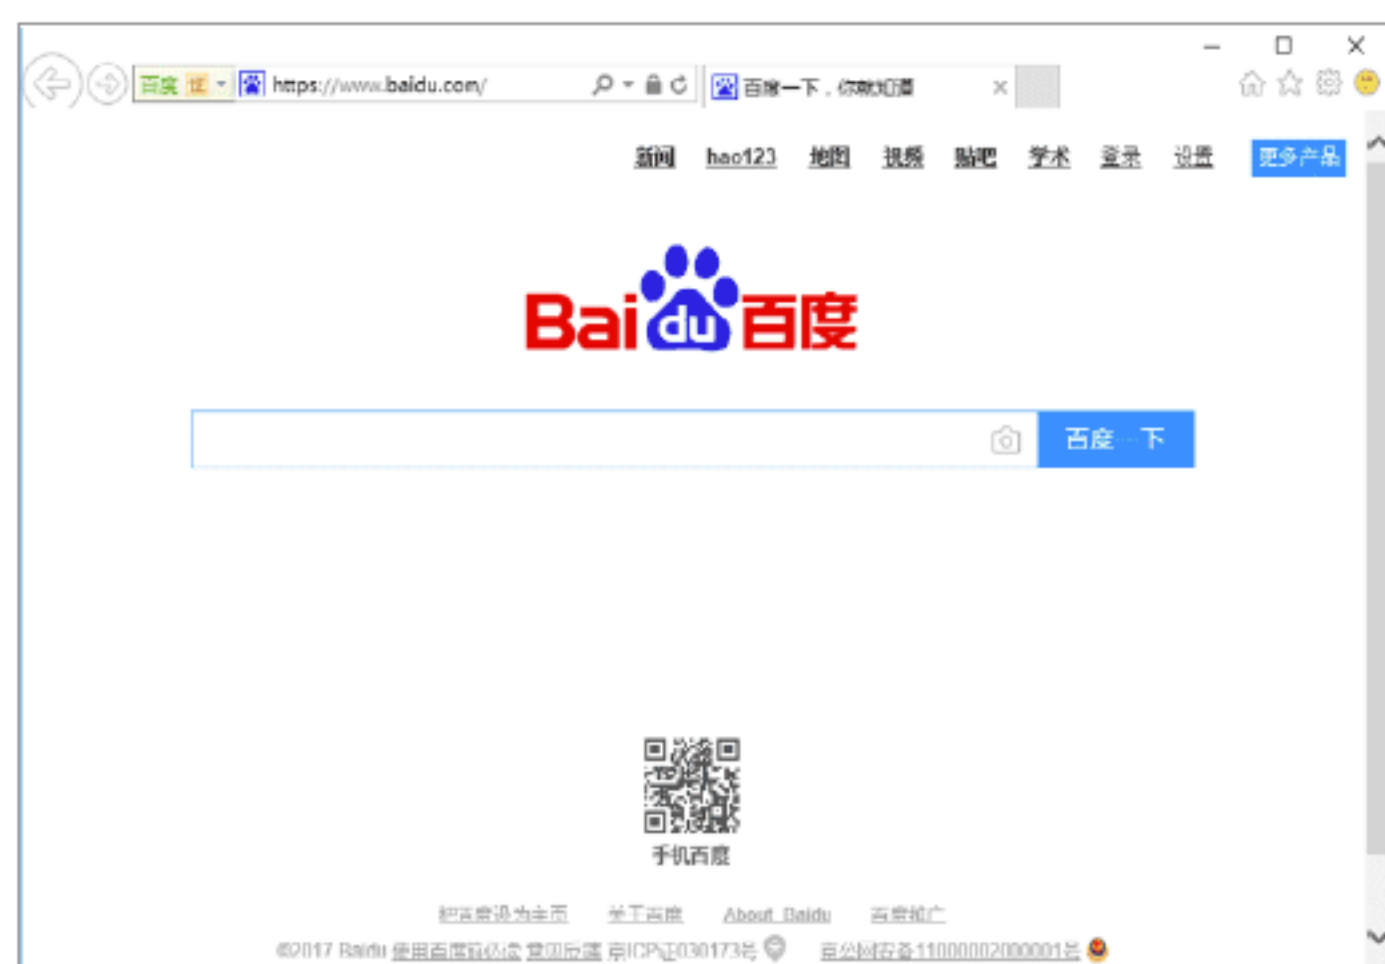 百度 证 https://www.baidu.com/ 百度一下，你就知道
新闻 hao123 地图 视频 贴吧 学术 登录 设置 更多产品
Bai du 百度
百度一下
手机百度
把百度设为主页 关于百度 About Baidu 百度推广
©2017 Baidu 使用百度前必读 意见反馈 京ICP证030173号 京公网安备11000002000001号